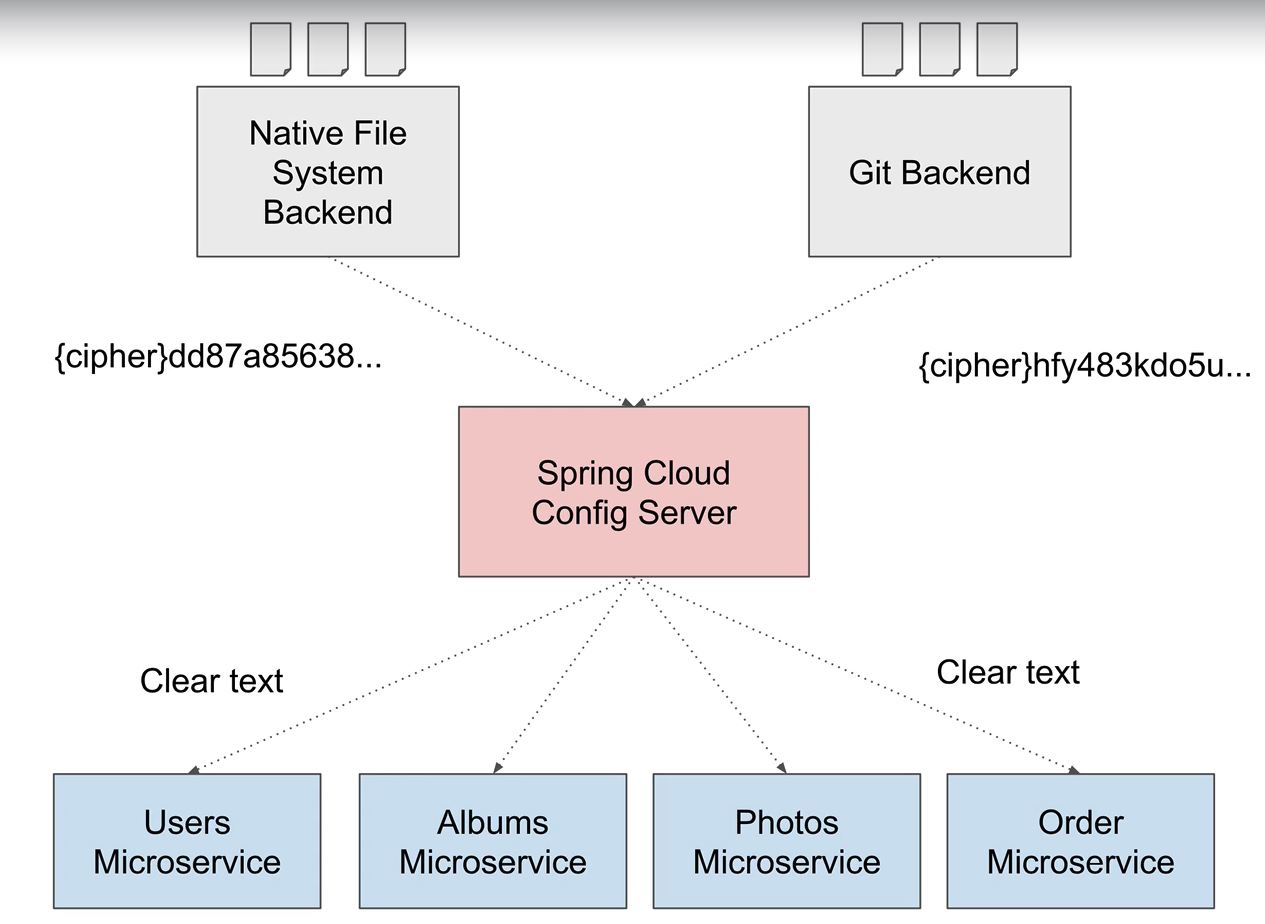 Native File
System
Backend
Git Backend
{cipher}dd87a85638...
{cipher}hfy483kdo5u...
Spring Cloud
Config Server
Clear text
Clear text
Users
Microservice
Albums
Microservice
Photos
Microservice
Order
Microservice